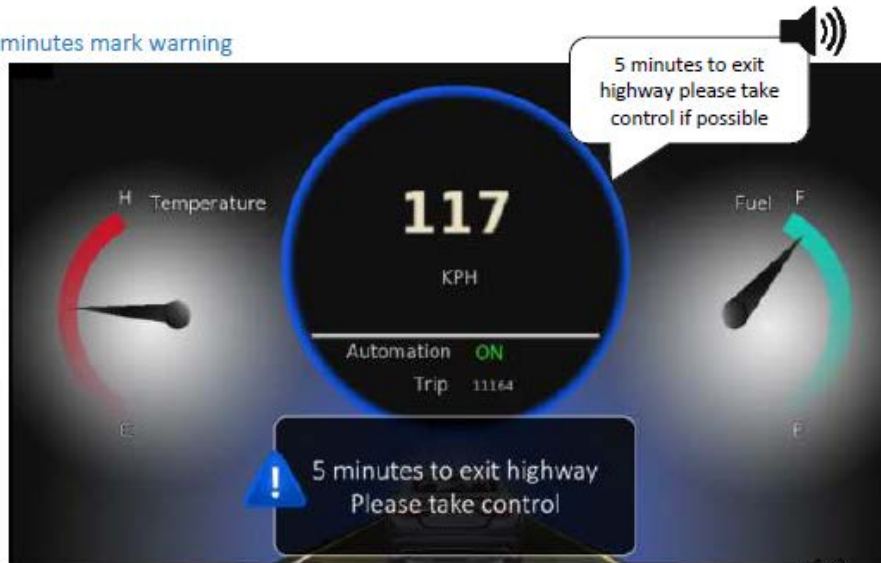 minutes mark warning
5 minutes to exit
highway please take
control if possible
H Temperature
117
KPH
Fuel F
Automation ON
Trip 11164
C
E
5 minutes to exit highway
Please take control